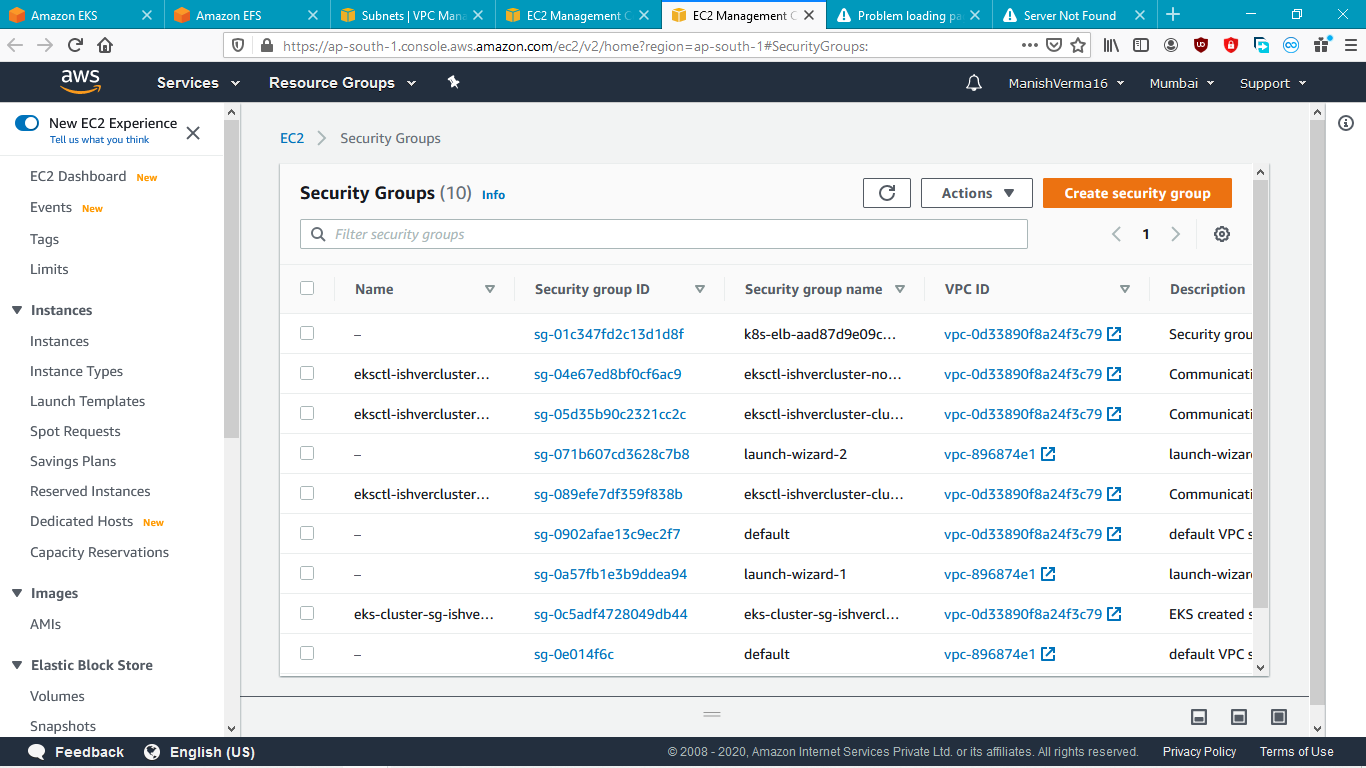 Amazon EKS Amazon EFS Subnets | VPC Mana EC2 Management C EC2 Management C Problem loading pa Server Not Found
https://ap-south-1.console.aws.amazon.com/ec2/v2/home?region=ap-south-1#SecurityGroups:
aws Services Resource Groups ManishVerma16 Mumbai Support
New EC2 Experience
Tell us what you think
EC2 Dashboard New
Events New
Tags
Limits
Instances
Instances
Instance Types
Launch Templates
Spot Requests
Savings Plans
Reserved Instances
Dedicated Hosts New
Capacity Reservations
Images
AMIs
Elastic Block Store
Volumes
Snapshots
EC2 Security Groups
Security Groups (10) Info Actions Create security group
Filter security groups 1
Name Security group ID Security group name VPC ID Description
– sg-01c347fd2c13d1d8f k8s-elb-aad87d9e09c... vpc-0d33890f8a24f3c79 Security grou
eksctl-ishvercluster... sg-04e67ed8bf0cf6ac9 eksctl-ishvercluster-no... vpc-0d33890f8a24f3c79 Communicati
eksctl-ishvercluster... sg-05d35b90c2321cc2c eksctl-ishvercluster-clu... vpc-0d33890f8a24f3c79 Communicati
– sg-071b607cd3628c7b8 launch-wizard-2 vpc-896874e1 launch-wizar
eksctl-ishvercluster... sg-089efe7df359f838b eksctl-ishvercluster-clu... vpc-0d33890f8a24f3c79 Communicati
– sg-0902afae13c9ec2f7 default vpc-0d33890f8a24f3c79 default VPC s
– sg-0a57fb1e3b9ddea94 launch-wizard-1 vpc-896874e1 launch-wizar
eks-cluster-sg-ishve... sg-0c5adf4728049db44 eks-cluster-sg-ishvercl... vpc-0d33890f8a24f3c79 EKS created s
– sg-0e014f6c default vpc-896874e1 default VPC s
Feedback English (US) © 2008 - 2020, Amazon Internet Services Private Ltd. or its affiliates. All rights reserved. Privacy Policy Terms of Use